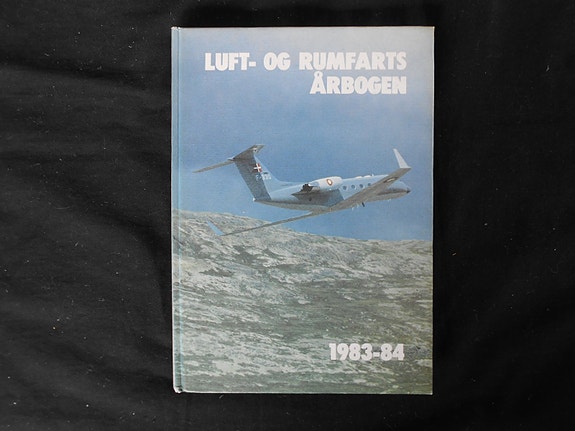 LUFT- OG RUMFARTS
ÅRBOGEN
1983-84